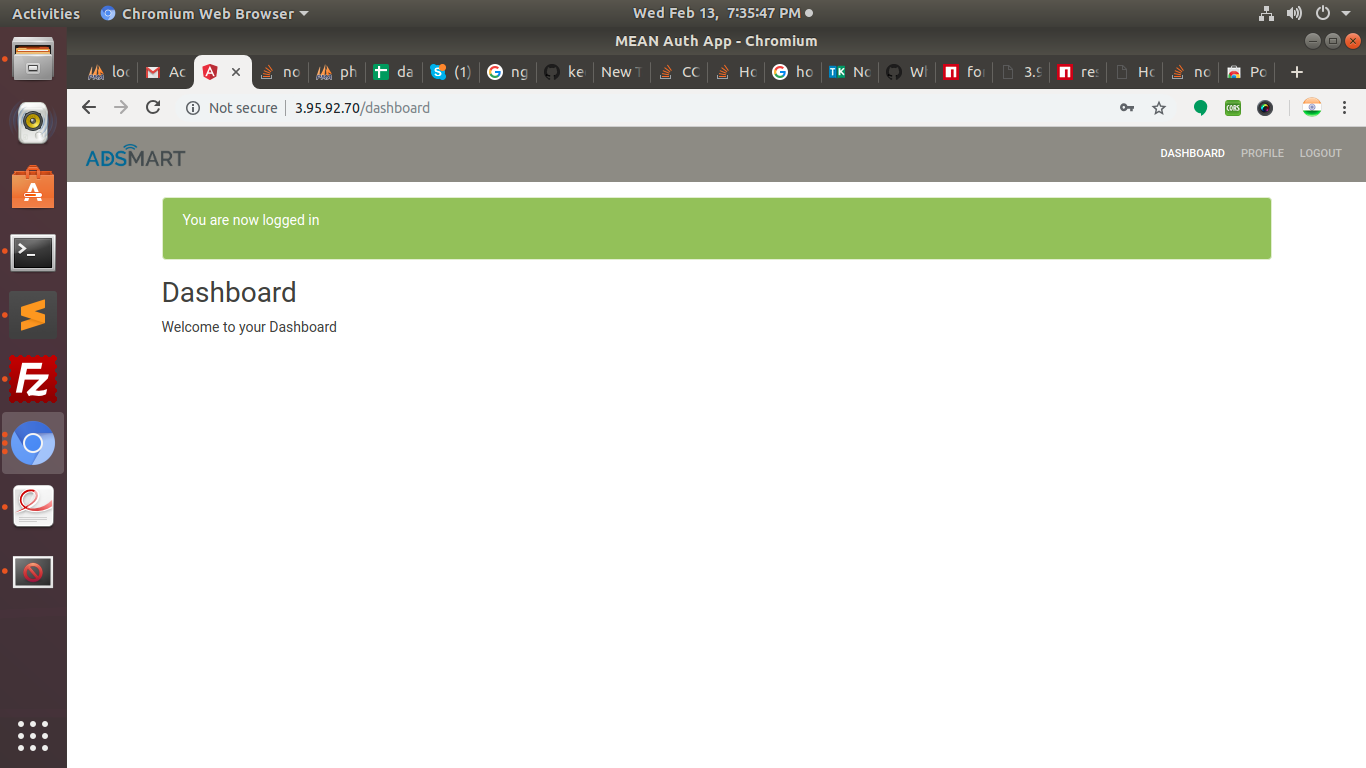 Activities
Chromium Web Browser
Wed Feb 13, 7:35:47 PM
MEAN Auth App - Chromium
loc
Ac
no
ph
da
(1)
ng
ke
New T
CC
Ho
ho
TK No
Wh
fo
3.9
res
Ho
no
Po
Not secure
3.95.92.70/dashboard
CORS
ADSMART
DASHBOARD
PROFILE
LOGOUT
You are now logged in
Dashboard
Welcome to your Dashboard